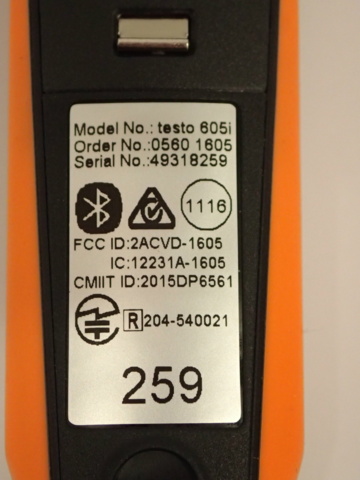 Model No.: testo 605i
Order No.:0560 1605
Serial No.:49318259
1116
FCC ID:2ACVD-1605
IC:12231A-1605
CMIIT ID:2015DP6561
R 204-540021
259